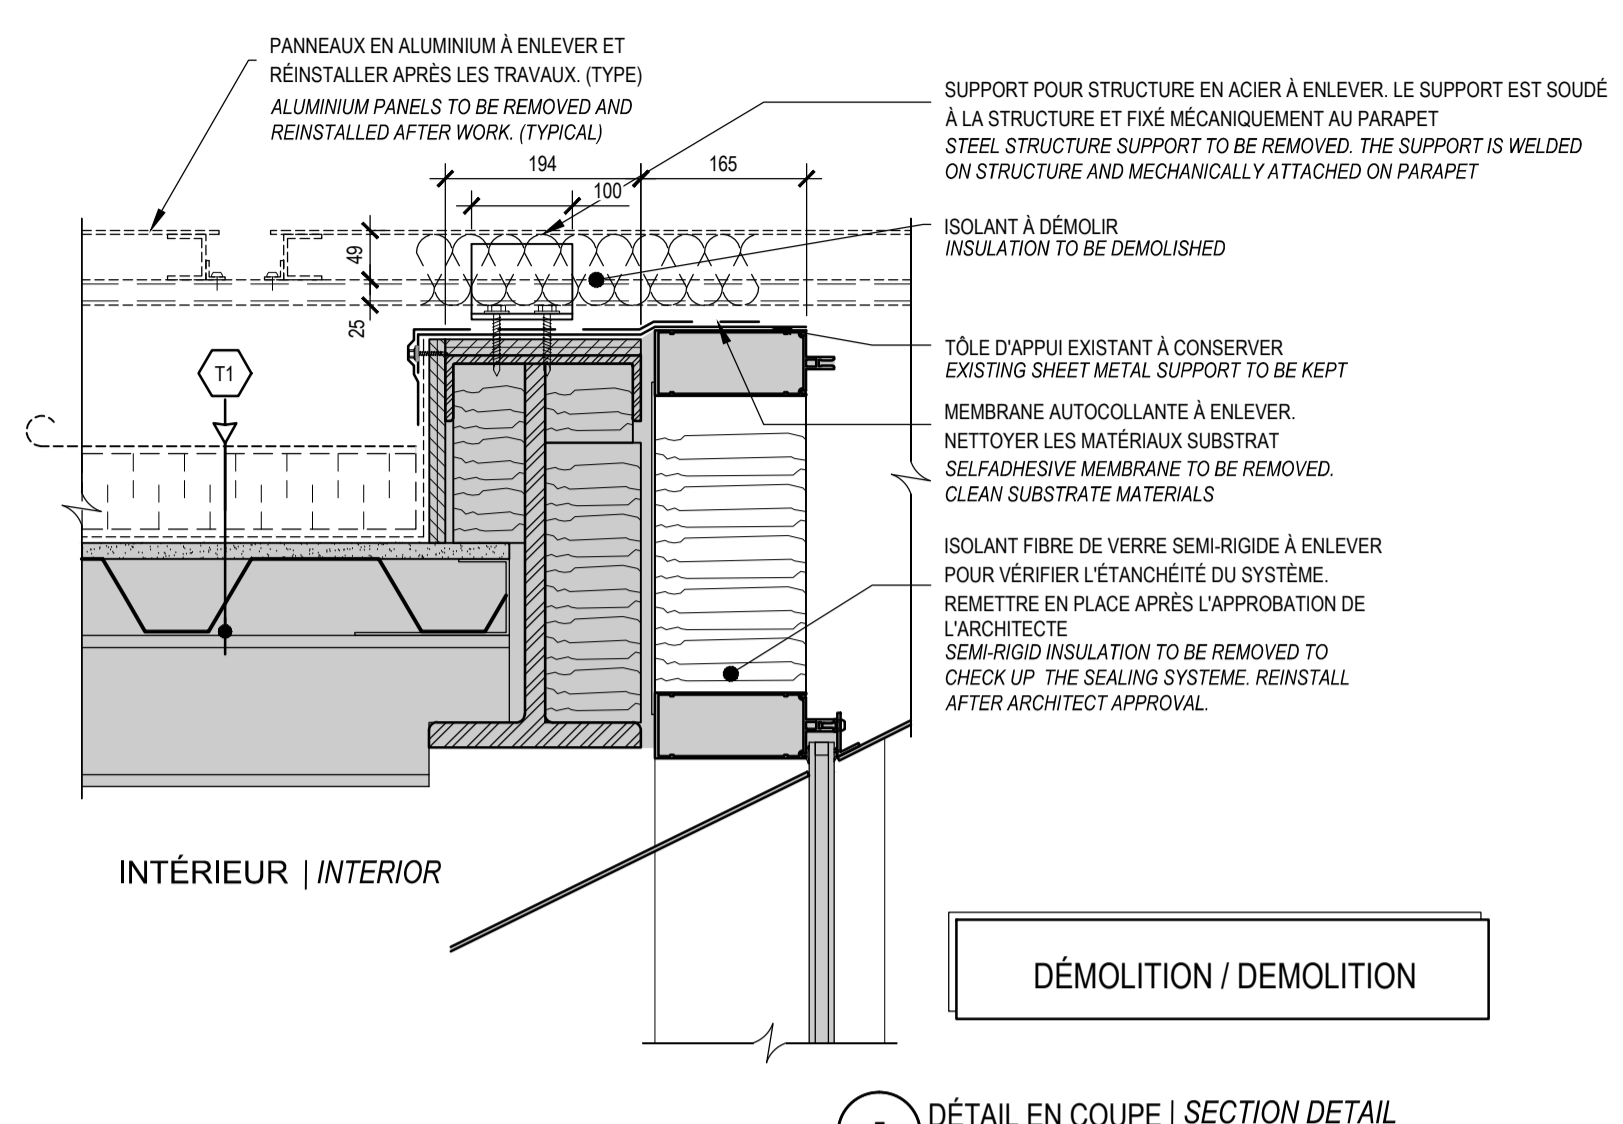 PANNEAUX EN ALUMINIUM À ENLEVER ET
RÉINSTALLER APRÈS LES TRAVAUX. (TYPE)
ALUMINIUM PANELS TO BE REMOVED AND
REINSTALLED AFTER WORK. (TYPICAL)
SUPPORT POUR STRUCTURE EN ACIER À ENLEVER. LE SUPPORT EST SOUDÉ
À LA STRUCTURE ET FIXÉ MÉCANIQUEMENT AU PARAPET
STEEL STRUCTURE SUPPORT TO BE REMOVED. THE SUPPORT IS WELDED
ON STRUCTURE AND MECHANICALLY ATTACHED ON PARAPET
194
165
100
49
25
ISOLANT À DÉMOLIR
INSULATION TO BE DEMOLISHED
TÔLE D'APPUI EXISTANT À CONSERVER
EXISTING SHEET METAL SUPPORT TO BE KEPT
T1
MEMBRANE AUTOCOLLANTE À ENLEVER.
NETTOYER LES MATÉRIAUX SUBSTRAT
SELFADHESIVE MEMBRANE TO BE REMOVED.
CLEAN SUBSTRATE MATERIALS
ISOLANT FIBRE DE VERRE SEMI-RIGIDE À ENLEVER
POUR VÉRIFIER L'ÉTANCHÉITÉ DU SYSTÈME.
REMETTRE EN PLACE APRÈS L'APPROBATION DE
L'ARCHITECTE
SEMI-RIGID INSULATION TO BE REMOVED TO
CHECK UP THE SEALING SYSTEME. REINSTALL
AFTER ARCHITECT APPROVAL.
INTÉRIEUR | INTERIOR
DÉMOLITION / DEMOLITION
DÉTAIL EN COUPE | SECTION DETAIL